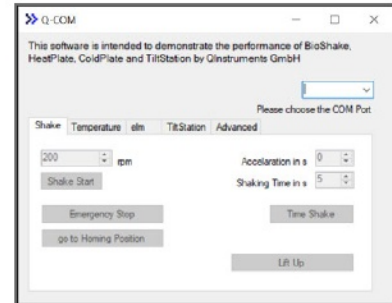 Q-COM
This software is intended to demonstrate the performance of BioShake,
HeatPlate, ColdPlate and TiltStation by QInstruments GmbH
Please choose the COM Port
Shake Temperature elm TiltStation Advanced
200 rpm Accelaration in s 0
Shake Start Shaking Time in s 5
Emergency Stop Time Shake
go to Homing Position
Lift Up